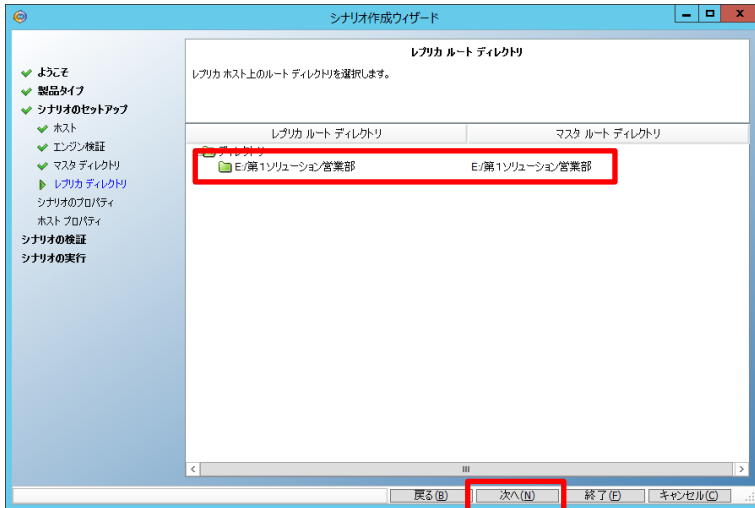 シナリオ作成ウィザード
ようこそ
製品タイプ
シナリオのセットアップ
ホスト
エンジン検証
マスタ ディレクトリ
レプリカ ディレクトリ
シナリオのプロパティ
ホスト プロパティ
シナリオの検証
シナリオの実行
レプリカ ルート ディレクトリ
レプリカ ホスト上のルート ディレクトリを選択します。
レプリカ ルート ディレクトリ マスタ ルート ディレクトリ
ディレクトリ
E:/第1ソリューション営業部 E:/第1ソリューション営業部
戻る(B) 次へ(N) 終了(F) キャンセル(C)